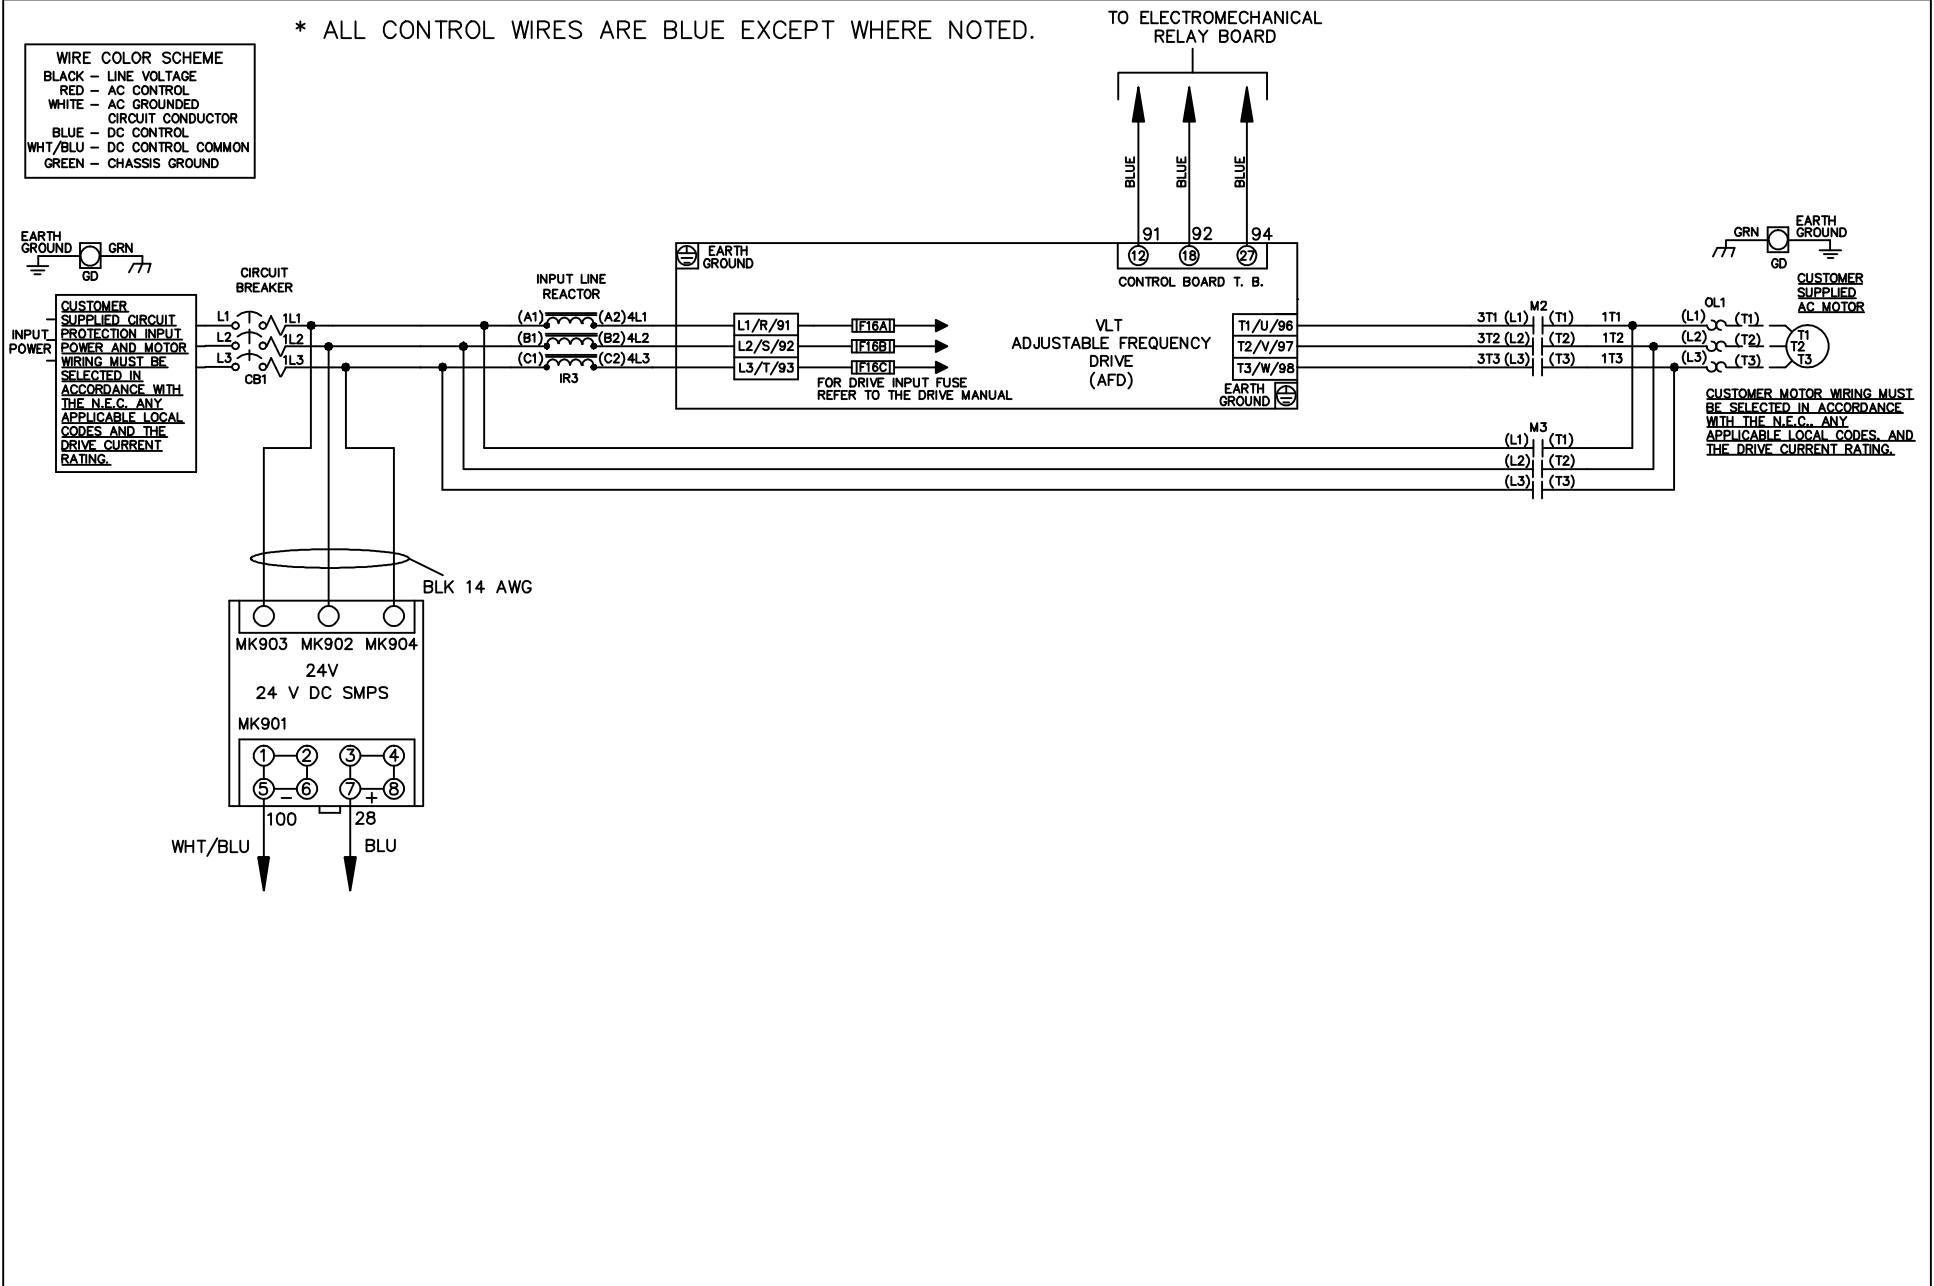 * ALL CONTROL WIRES ARE BLUE EXCEPT WHERE NOTED.
TO ELECTROMECHANICAL
RELAY BOARD
WIRE COLOR SCHEME
BLACK – LINE VOLTAGE
RED – AC CONTROL
WHITE – AC GROUNDED
CIRCUIT CONDUCTOR
BLUE – DC CONTROL
WHT/BLU – DC CONTROL COMMON
GREEN – CHASSIS GROUND
BLUE
BLUE
BLUE
91
92
94
12
18
27
CONTROL BOARD T. B.
EARTH
GROUND
GRN
GD
INPUT
POWER
CUSTOMER
SUPPLIED CIRCUIT
PROTECTION INPUT
POWER AND MOTOR
WIRING MUST BE
SELECTED IN
ACCORDANCE WITH
THE N.E.C. ANY
APPLICABLE LOCAL
CODES AND THE
DRIVE CURRENT
RATING.
CIRCUIT
BREAKER
L1
1L1
L2
1L2
L3
1L3
CB1
INPUT LINE
REACTOR
(A1)
(A2)4L1
(B1)
(B2)4L2
(C1)
(C2)4L3
IR3
EARTH
GROUND
L1/R/91
F16A
L2/S/92
F16B
L3/T/93
F16C
FOR DRIVE INPUT FUSE
REFER TO THE DRIVE MANUAL
VLT
ADJUSTABLE FREQUENCY
DRIVE
(AFD)
T1/U/96
T2/V/97
T3/W/98
EARTH
GROUND
M2
3T1 (L1) (T1) 1T1
3T2 (L2) (T2) 1T2
3T3 (L3) (T3) 1T3
M3
(L1) (T1)
(L2) (T2)
(L3) (T3)
OL1
(L1) (T1)
(L2) (T2)
(L3) (T3)
T1
T2
T3
GRN
EARTH
GROUND
GD
CUSTOMER
SUPPLIED
AC MOTOR
CUSTOMER MOTOR WIRING MUST
BE SELECTED IN ACCORDANCE
WITH THE N.E.C., ANY
APPLICABLE LOCAL CODES, AND
THE DRIVE CURRENT RATING.
BLK 14 AWG
MK903 MK902 MK904
24V
24 V DC SMPS
MK901
1 2 3 4
5 6 7 8
– +
100
28
WHT/BLU
BLU